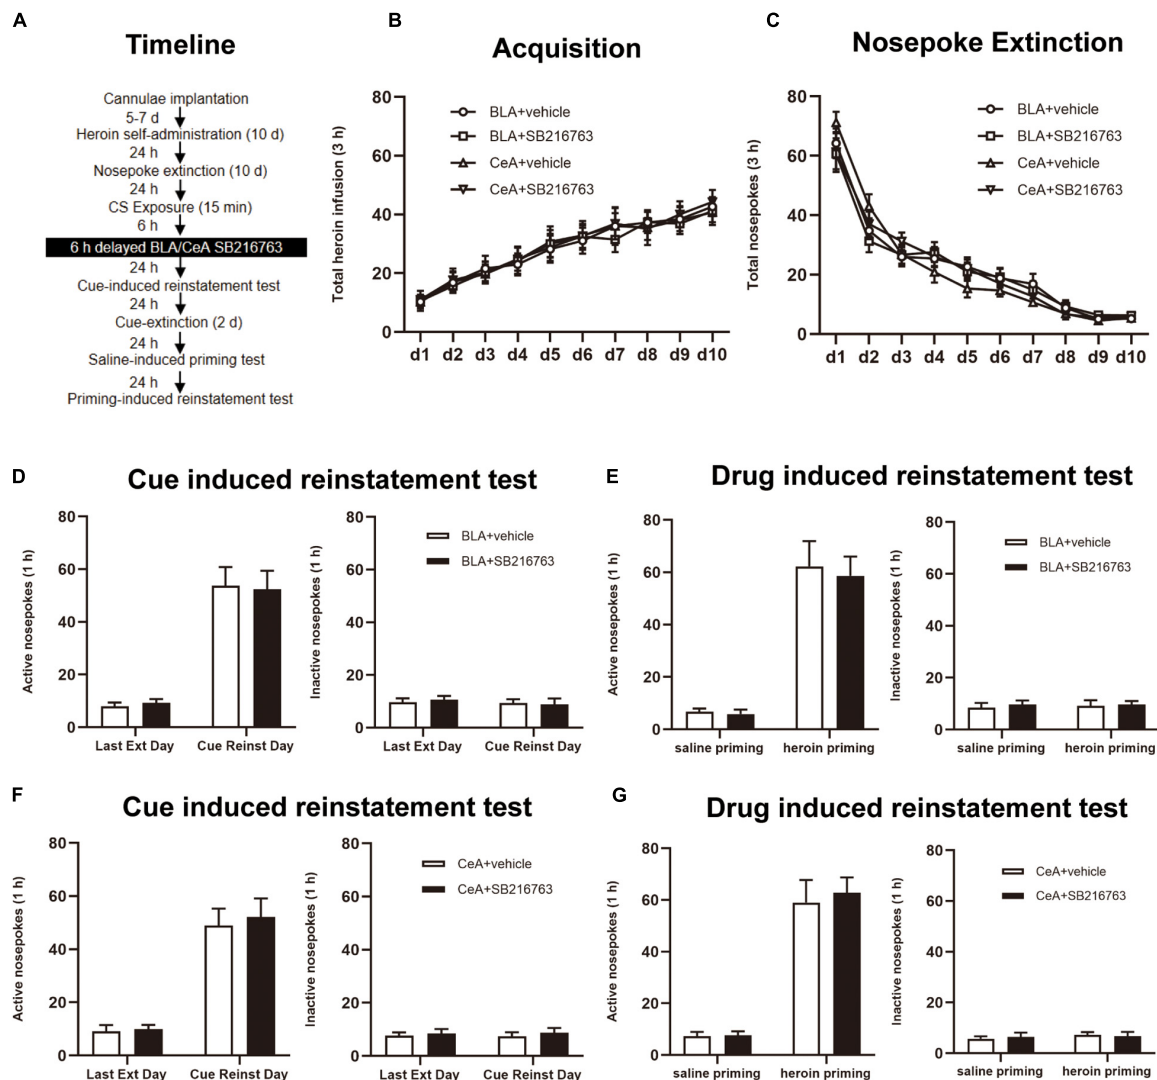 A
Timeline
Cannulae implantation
5-7 d
Heroin self-administration (10 d)
24 h
Nosepoke extinction (10 d)
24 h
CS Exposure (15 min)
6 h
6 h delayed BLA/CeA SB216763
24 h
Cue-induced reinstatement test
24 h
Cue-extinction (2 d)
24 h
Saline-induced priming test
24 h
Priming-induced reinstatement test
B
Acquisition
Total heroin infusion (3 h)
80
60
40
20
0
BLA+vehicle
BLA+SB216763
CeA+vehicle
CeA+SB216763
d1 d2 d3 d4 d5 d6 d7 d8 d9 d10
C
Nosepoke Extinction
Total nosepokes (3 h)
80
60
40
20
0
BLA+vehicle
BLA+SB216763
CeA+vehicle
CeA+SB216763
d1 d2 d3 d4 d5 d6 d7 d8 d9 d10
D
Cue induced reinstatement test
Active nosepokes (1 h)
80
60
40
20
0
Last Ext Day Cue Reinst Day
Inactive nosepokes (1 h)
80
60
40
20
0
BLA+vehicle
BLA+SB216763
Last Ext Day Cue Reinst Day
E
Drug induced reinstatement test
Active nosepokes (1 h)
80
60
40
20
0
saline priming heroin priming
Inactive nosepokes (1 h)
80
60
40
20
0
BLA+vehicle
BLA+SB216763
saline priming heroin priming
F
Cue induced reinstatement test
Active nosepokes (1 h)
80
60
40
20
0
Last Ext Day Cue Reinst Day
Inactive nosepokes (1 h)
80
60
40
20
0
CeA+vehicle
CeA+SB216763
Last Ext Day Cue Reinst Day
G
Drug induced reinstatement test
Active nosepokes (1 h)
80
60
40
20
0
saline priming heroin priming
Inactive nosepokes (1 h)
80
60
40
20
0
CeA+vehicle
CeA+SB216763
saline priming heroin priming